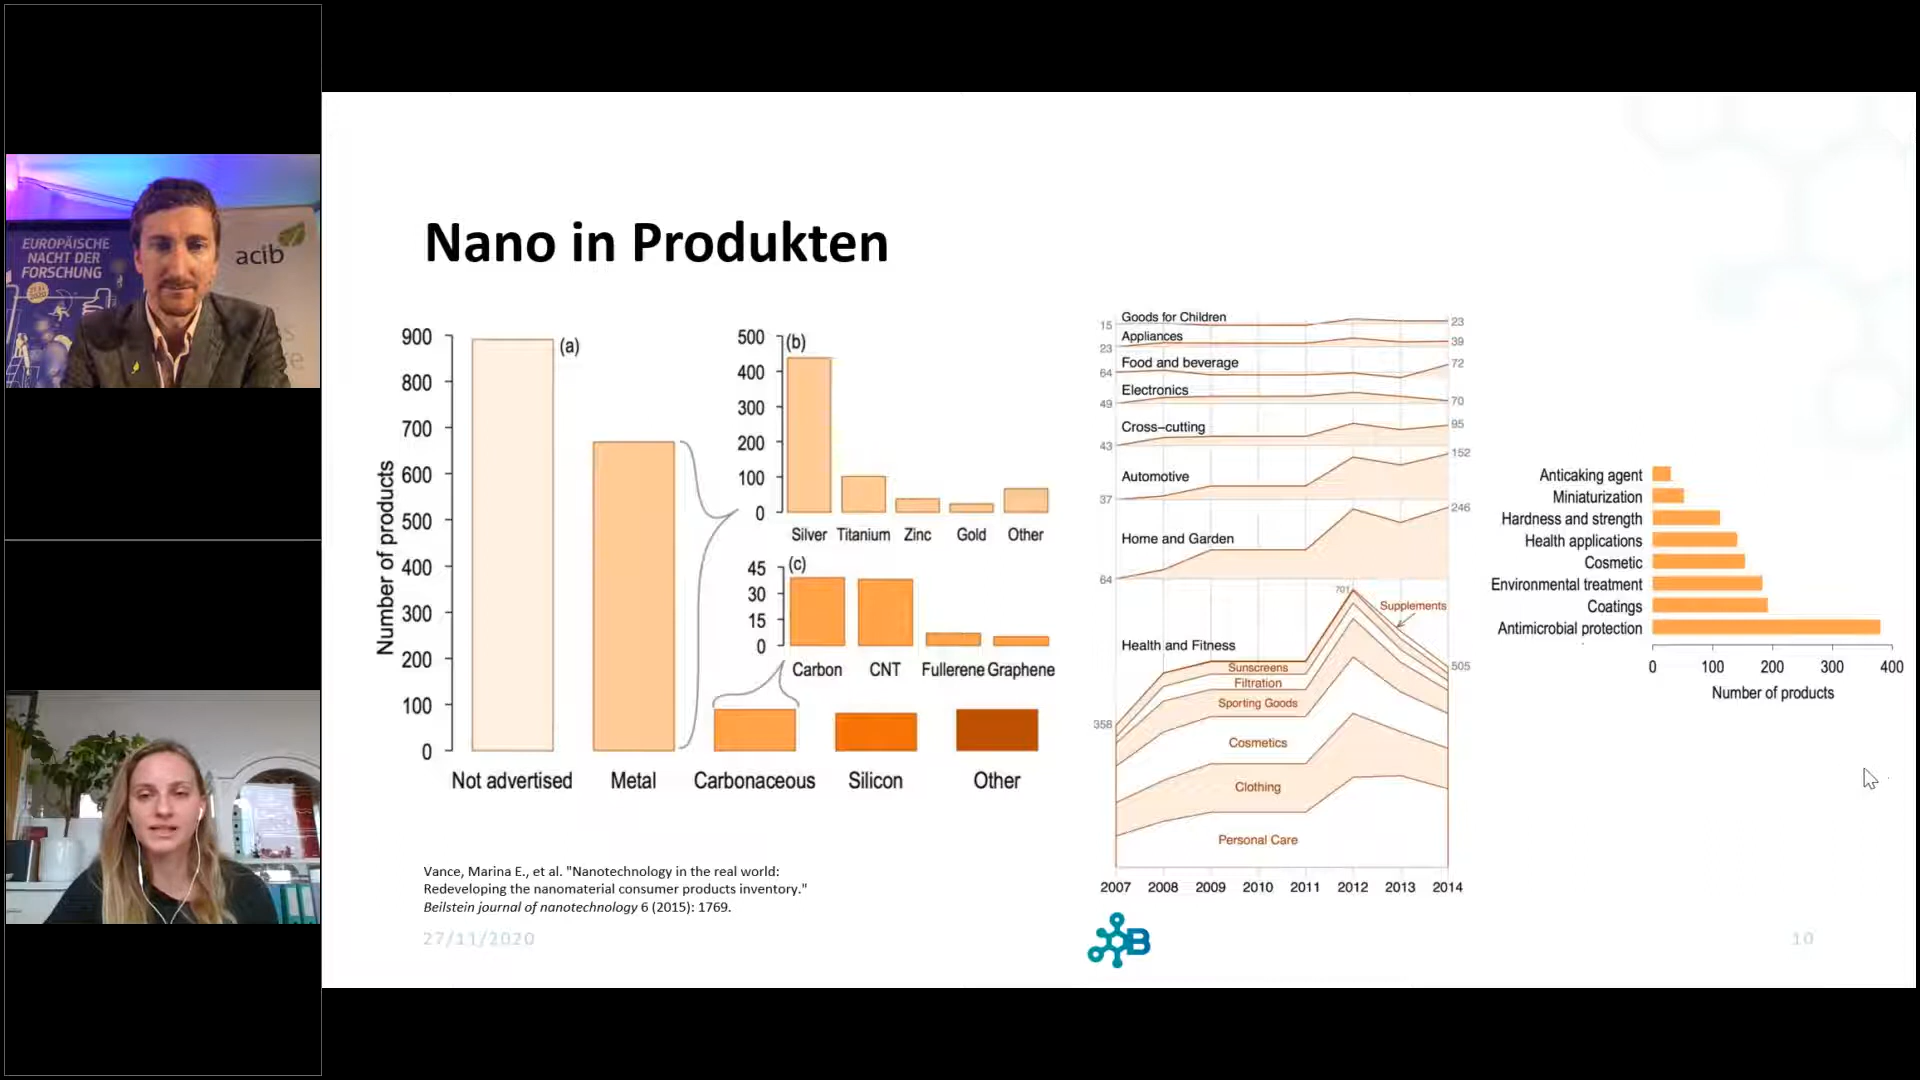 EUROPÄISCHE
NACHT DER
FORSCHUNG
acib
Nano in Produkten
Number of products
900
800
700
600
500
400
300
200
100
0
(a)
Not advertised
Metal
Carbonaceous
Silicon
Other
500
400
300
200
100
0
(b)
Silver
Titanium
Zinc
Gold
Other
45
30
15
0
(c)
Carbon
CNT
Fullerene
Graphene
Goods for Children
15
23
Appliances
23
39
Food and beverage
64
72
Electronics
49
70
Cross–cutting
43
95
Automotive
37
152
Home and Garden
64
246
Health and Fitness
358
701
505
Supplements
Sunscreens
Filtration
Sporting Goods
Cosmetics
Clothing
Personal Care
2007 2008 2009 2010 2011 2012 2013 2014
Anticaking agent
Miniaturization
Hardness and strength
Health applications
Cosmetic
Environmental treatment
Coatings
Antimicrobial protection
0 100 200 300 400
Number of products
Vance, Marina E., et al. "Nanotechnology in the real world:
Redeveloping the nanomaterial consumer products inventory."
Beilstein journal of nanotechnology 6 (2015): 1769.
27/11/2020
B
10